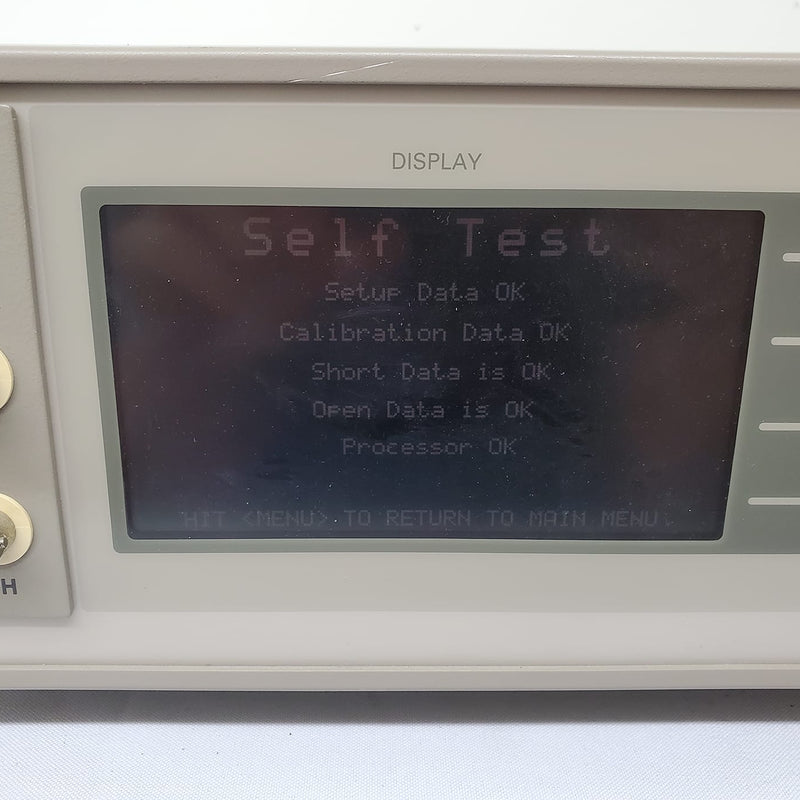 DISPLAY
Self Test
Setup Data OK
Calibration Data OK
Short Data is OK
Open Data is OK
Processor OK
HIT <MENU> TO RETURN TO MAIN MENU.
H